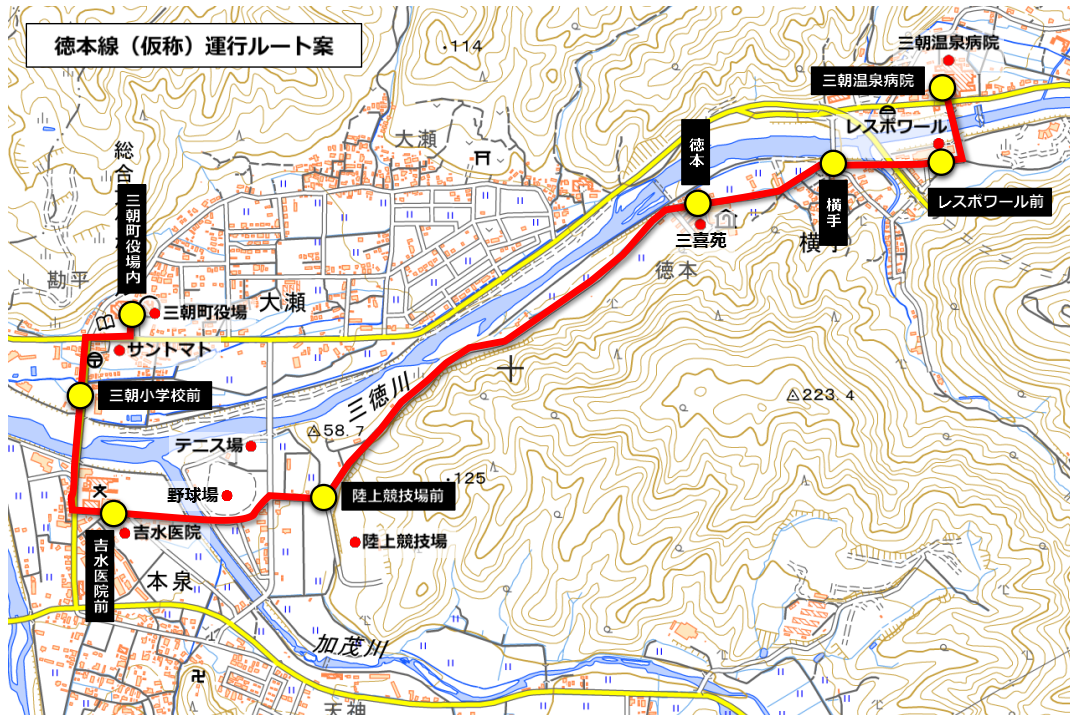 徳本線（仮称）運行ルート案
・114
三朝温泉病院
三朝温泉病院
レスポワール
大瀬
徳本
総合
三朝町役場内
レスポワール前
横手
三喜苑
徳本
勘平
大瀬
三朝町役場
サントマト
三朝小学校前
三徳川
223.4
58.7
テニス場
野球場
陸上競技場前
・125
吉水医院
陸上競技場
吉水医院前
本泉
加茂川
天神